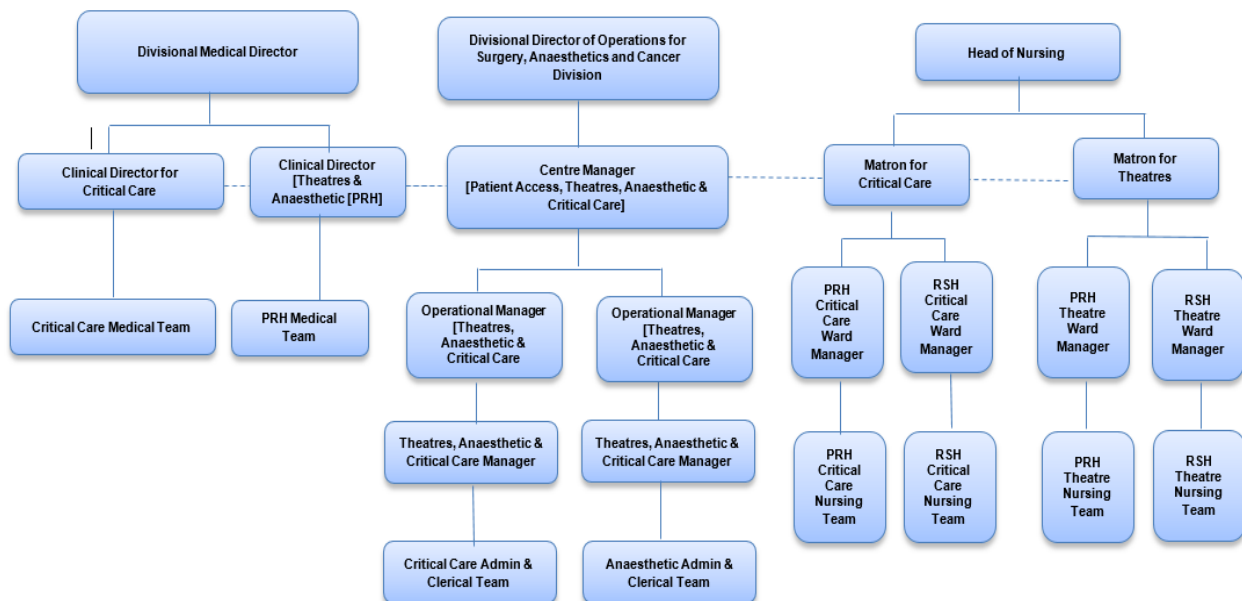 Divisional Medical Director
Divisional Director of Operations for
Surgery, Anaesthetics and Cancer
Division
Head of Nursing
Clinical Director for
Critical Care
Clinical Director
[Theatres &
Anaesthetic [PRH]
Centre Manager
[Patient Access, Theatres, Anaesthetic &
Critical Care]
Matron for
Critical Care
Matron for
Theatres
Critical Care Medical Team
PRH Medical
Team
Operational Manager
[Theatres,
Anaesthetic &
Critical Care
Operational Manager
[Theatres,
Anaesthetic &
Critical Care
PRH
Critical
Care
Ward
Manager
RSH
Critical
Care
Ward
Manager
PRH
Theatre
Ward
Manager
RSH
Theatre
Ward
Manager
Theatres, Anaesthetic &
Critical Care Manager
Theatres, Anaesthetic &
Critical Care Manager
PRH
Critical
Care
Nursing
Team
RSH
Critical
Care
Nursing
Team
PRH
Theatre
Nursing
Team
RSH
Theatre
Nursing
Team
Critical Care Admin &
Clerical Team
Anaesthetic Admin &
Clerical Team